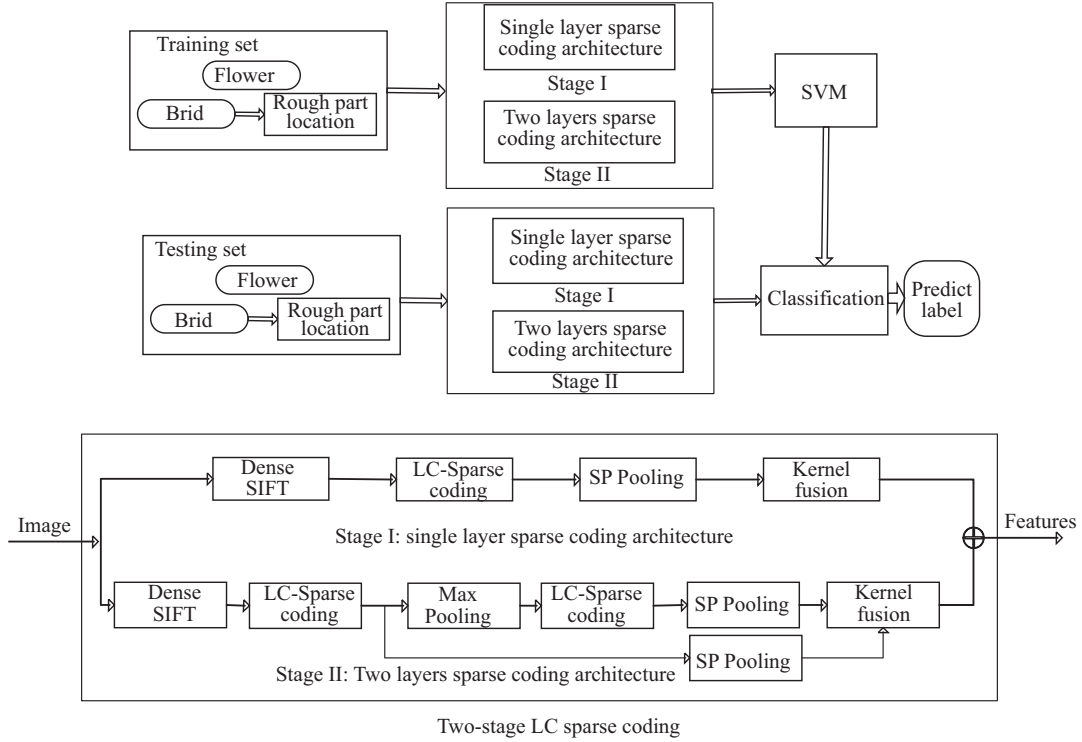 Training set
Flower
Brid
Rough part
location
Single layer sparse
coding architecture
Stage I
Two layers sparse
coding architecture
Stage II
SVM
Testing set
Flower
Brid
Rough part
location
Single layer sparse
coding architecture
Stage I
Two layers sparse
coding architecture
Stage II
Classification
Predict
label
Image
Dense
SIFT
LC-Sparse
coding
SP Pooling
Kernel
fusion
Stage I: single layer sparse coding architecture
Features
Dense
SIFT
LC-Sparse
coding
Max
Pooling
LC-Sparse
coding
SP Pooling
Kernel
fusion
SP Pooling
Stage II: Two layers sparse coding architecture
Two-stage LC sparse coding